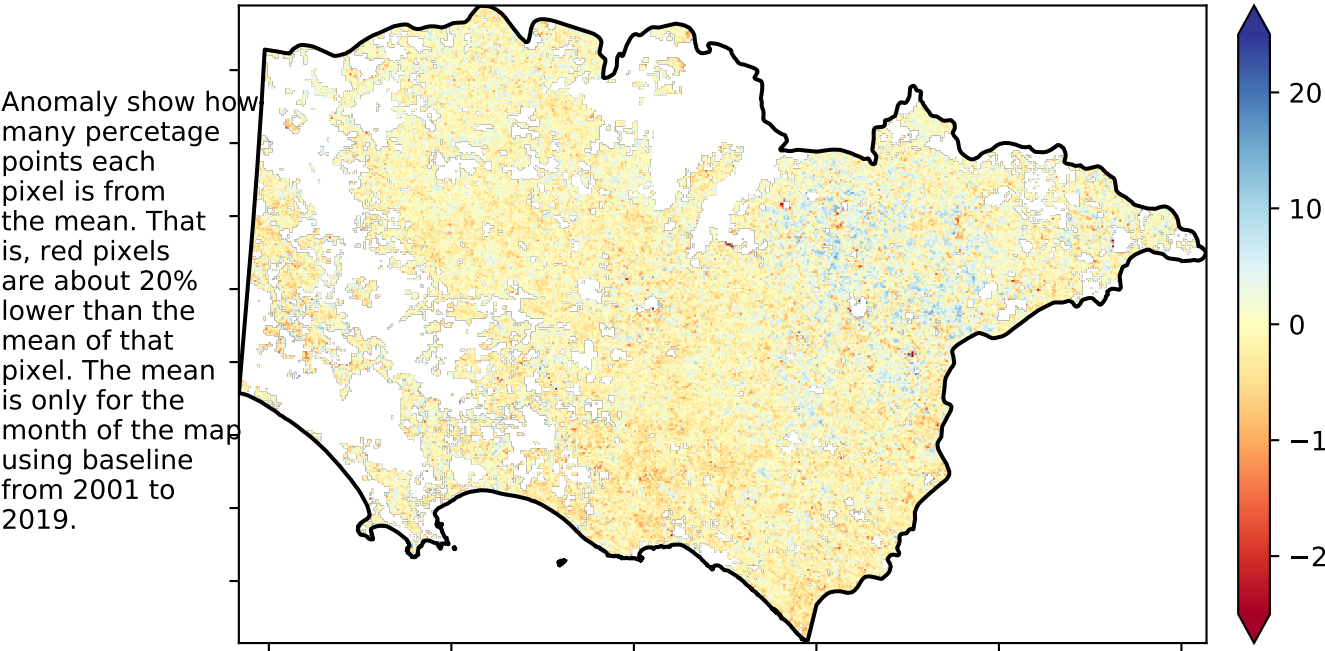 Anomaly show how
many percetage
points each
pixel is from
the mean. That
is, red pixels
are about 20%
lower than the
mean of that
pixel. The mean
is only for the
month of the map
using baseline
from 2001 to
2019.
20
10
0
−1
−2